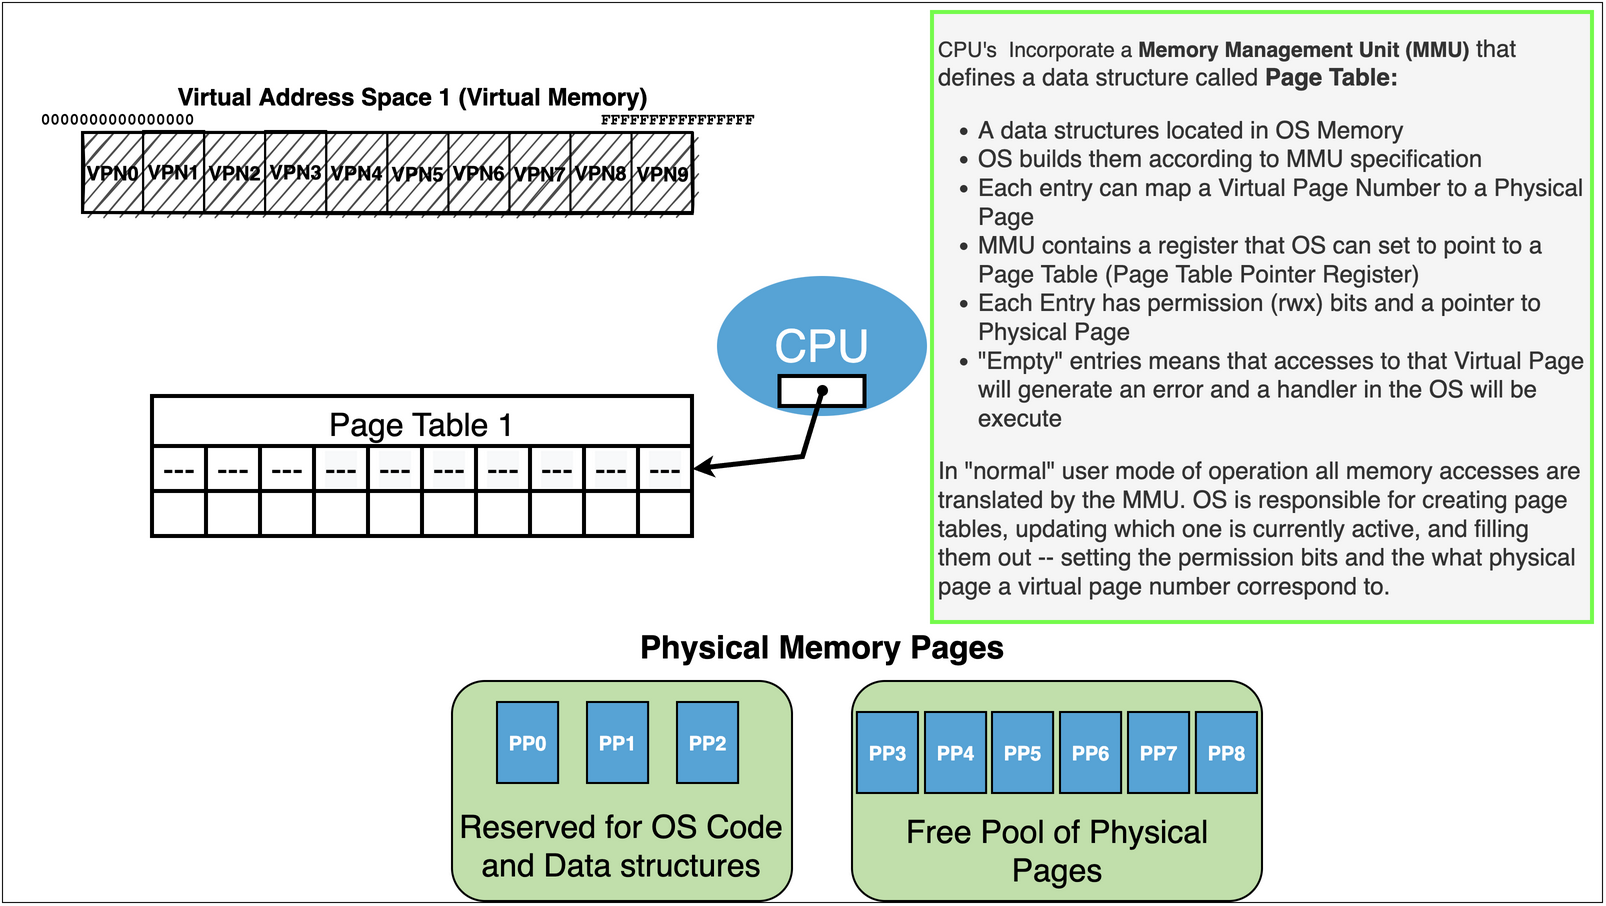 CPU's  Incorporate a Memory Management Unit (MMU) that
defines a data structure called Page Table:
A data structures located in OS Memory
OS builds them according to MMU specification
Each entry can map a Virtual Page Number to a Physical
Page
MMU contains a register that OS can set to point to a
Page Table (Page Table Pointer Register)
Each Entry has permission (rwx) bits and a pointer to
Physical Page
"Empty" entries means that accesses to that Virtual Page
will generate an error and a handler in the OS will be
execute
In "normal" user mode of operation all memory accesses are
translated by the MMU. OS is responsible for creating page
tables, updating which one is currently active, and filling
them out -- setting the permission bits and the what physical
page a virtual page number correspond to.
Virtual Address Space 1 (Virtual Memory)
0000000000000000 FFFFFFFFFFFFFFFF
VPN0 VPN1 VPN2 VPN3 VPN4 VPN5 VPN6 VPN7 VPN8 VPN9
CPU
Page Table 1
--- --- --- --- --- --- --- --- --- ---
Physical Memory Pages
PP0 PP1 PP2
Reserved for OS Code
and Data structures
PP3 PP4 PP5 PP6 PP7 PP8
Free Pool of Physical
Pages